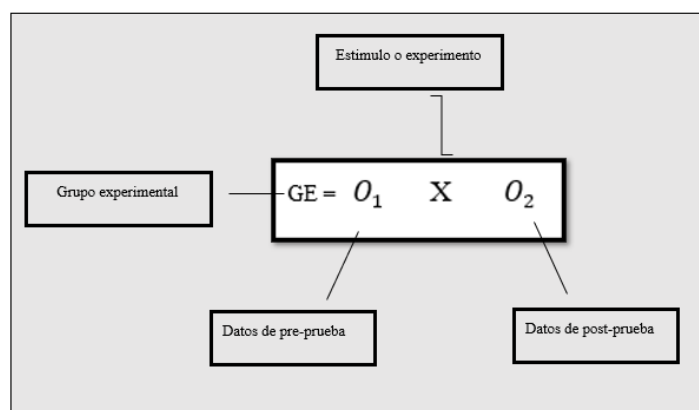 Estimulo o experimento
Grupo experimental
GE = O₁ X O₂
Datos de pre-prueba
Datos de post-prueba